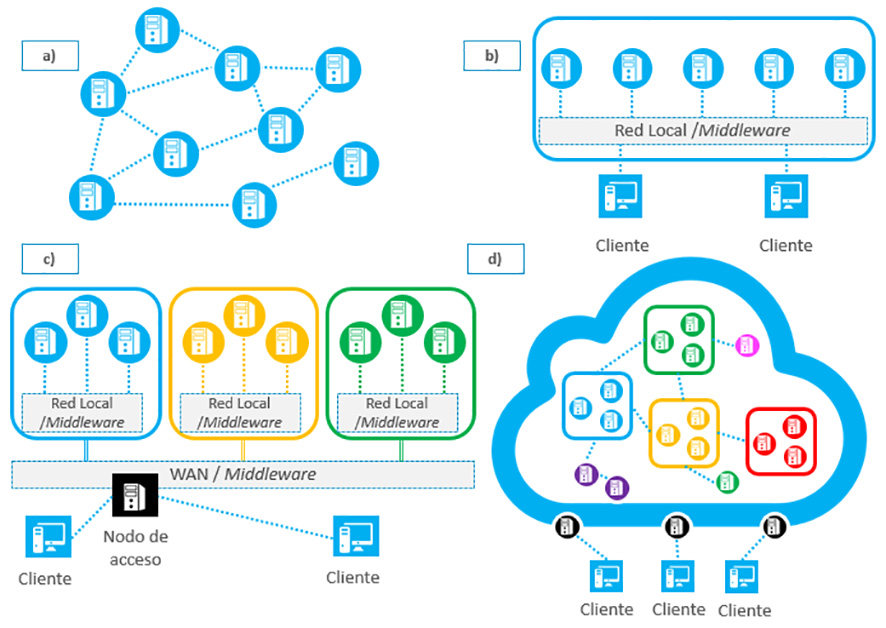 a)
b)
Red Local /Middleware
Cliente
Cliente
c)
Red Local
/Middleware
Red Local
/Middleware
Red Local
/Middleware
WAN / Middleware
Nodo de
acceso
Cliente
Cliente
d)
Cliente
Cliente
Cliente